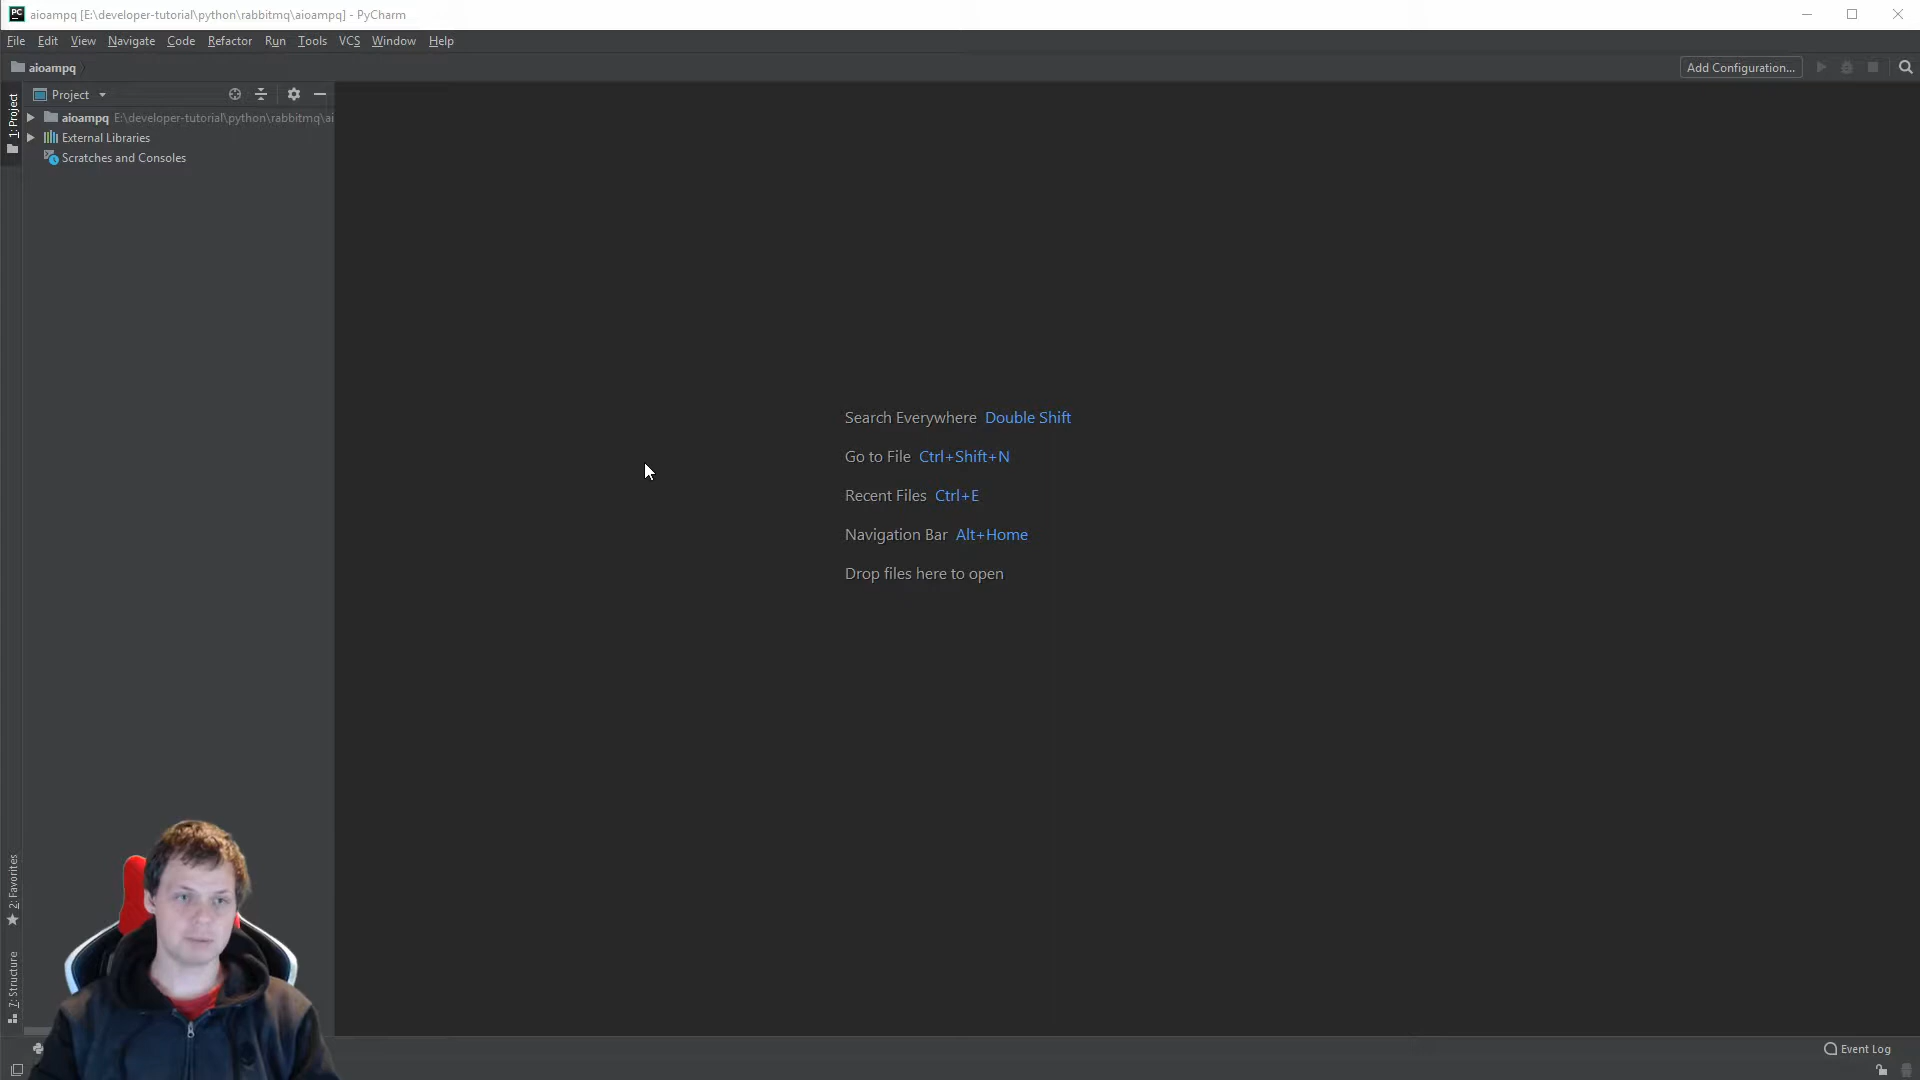 PC aioampq [E:\developer-tutorial\python\rabbitmq\aioampq] - PyCharm
File Edit View Navigate Code Refactor Run Tools VCS Window Help
aioampq
Add Configuration...
1: Project
Project
aioampq E:\developer-tutorial\python\rabbitmq\ai
External Libraries
Scratches and Consoles
Search Everywhere Double Shift
Go to File Ctrl+Shift+N
Recent Files Ctrl+E
Navigation Bar Alt+Home
Drop files here to open
2: Favorites
7: Structure
Event Log